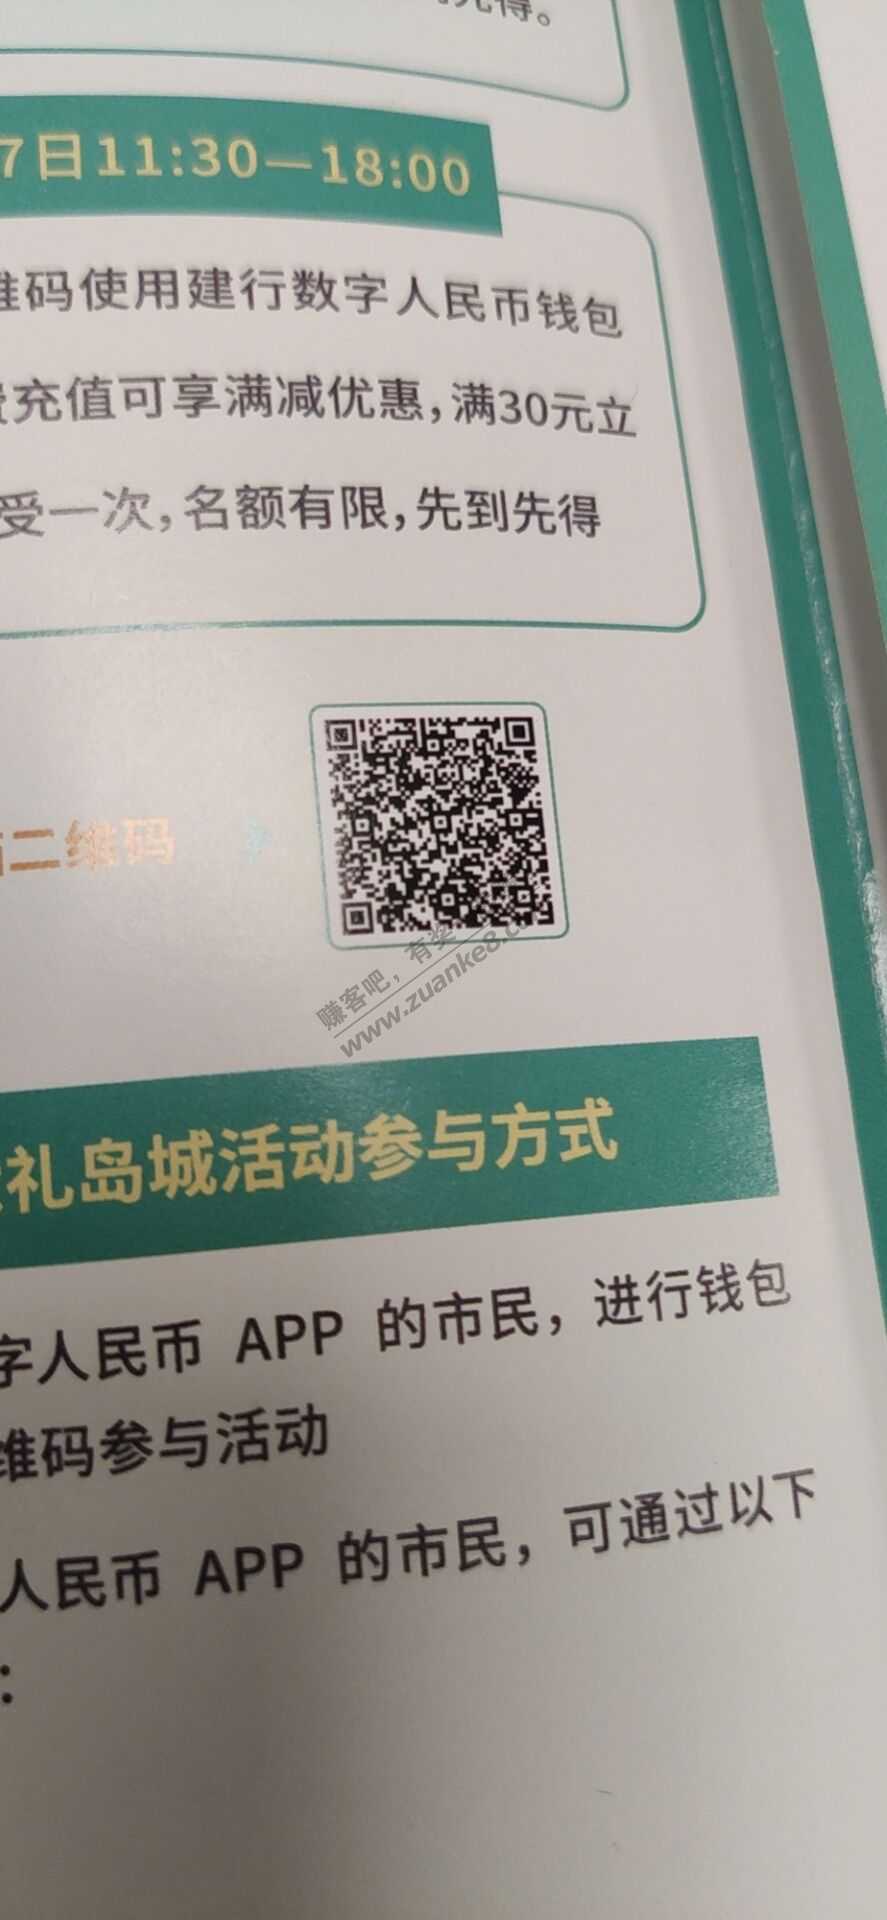 先得。
7日11:30—18:00
维码使用建行数字人民币钱包
费充值可享满减优惠，满30元立
受一次，名额有限，先到先得
二维码
赚客吧，有奖
www.zuanke8.com
礼岛城活动参与方式
字人民币 APP 的市民，进行钱包
维码参与活动
人民币 APP 的市民，可通过以下
：